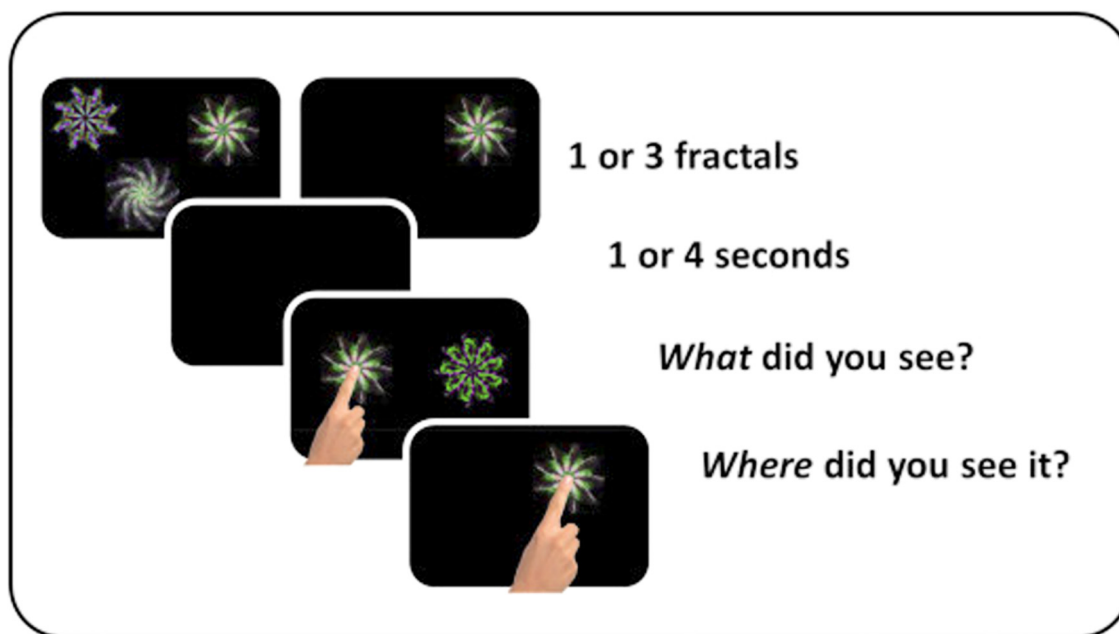 1 or 3 fractals
1 or 4 seconds
What did you see?
Where did you see it?